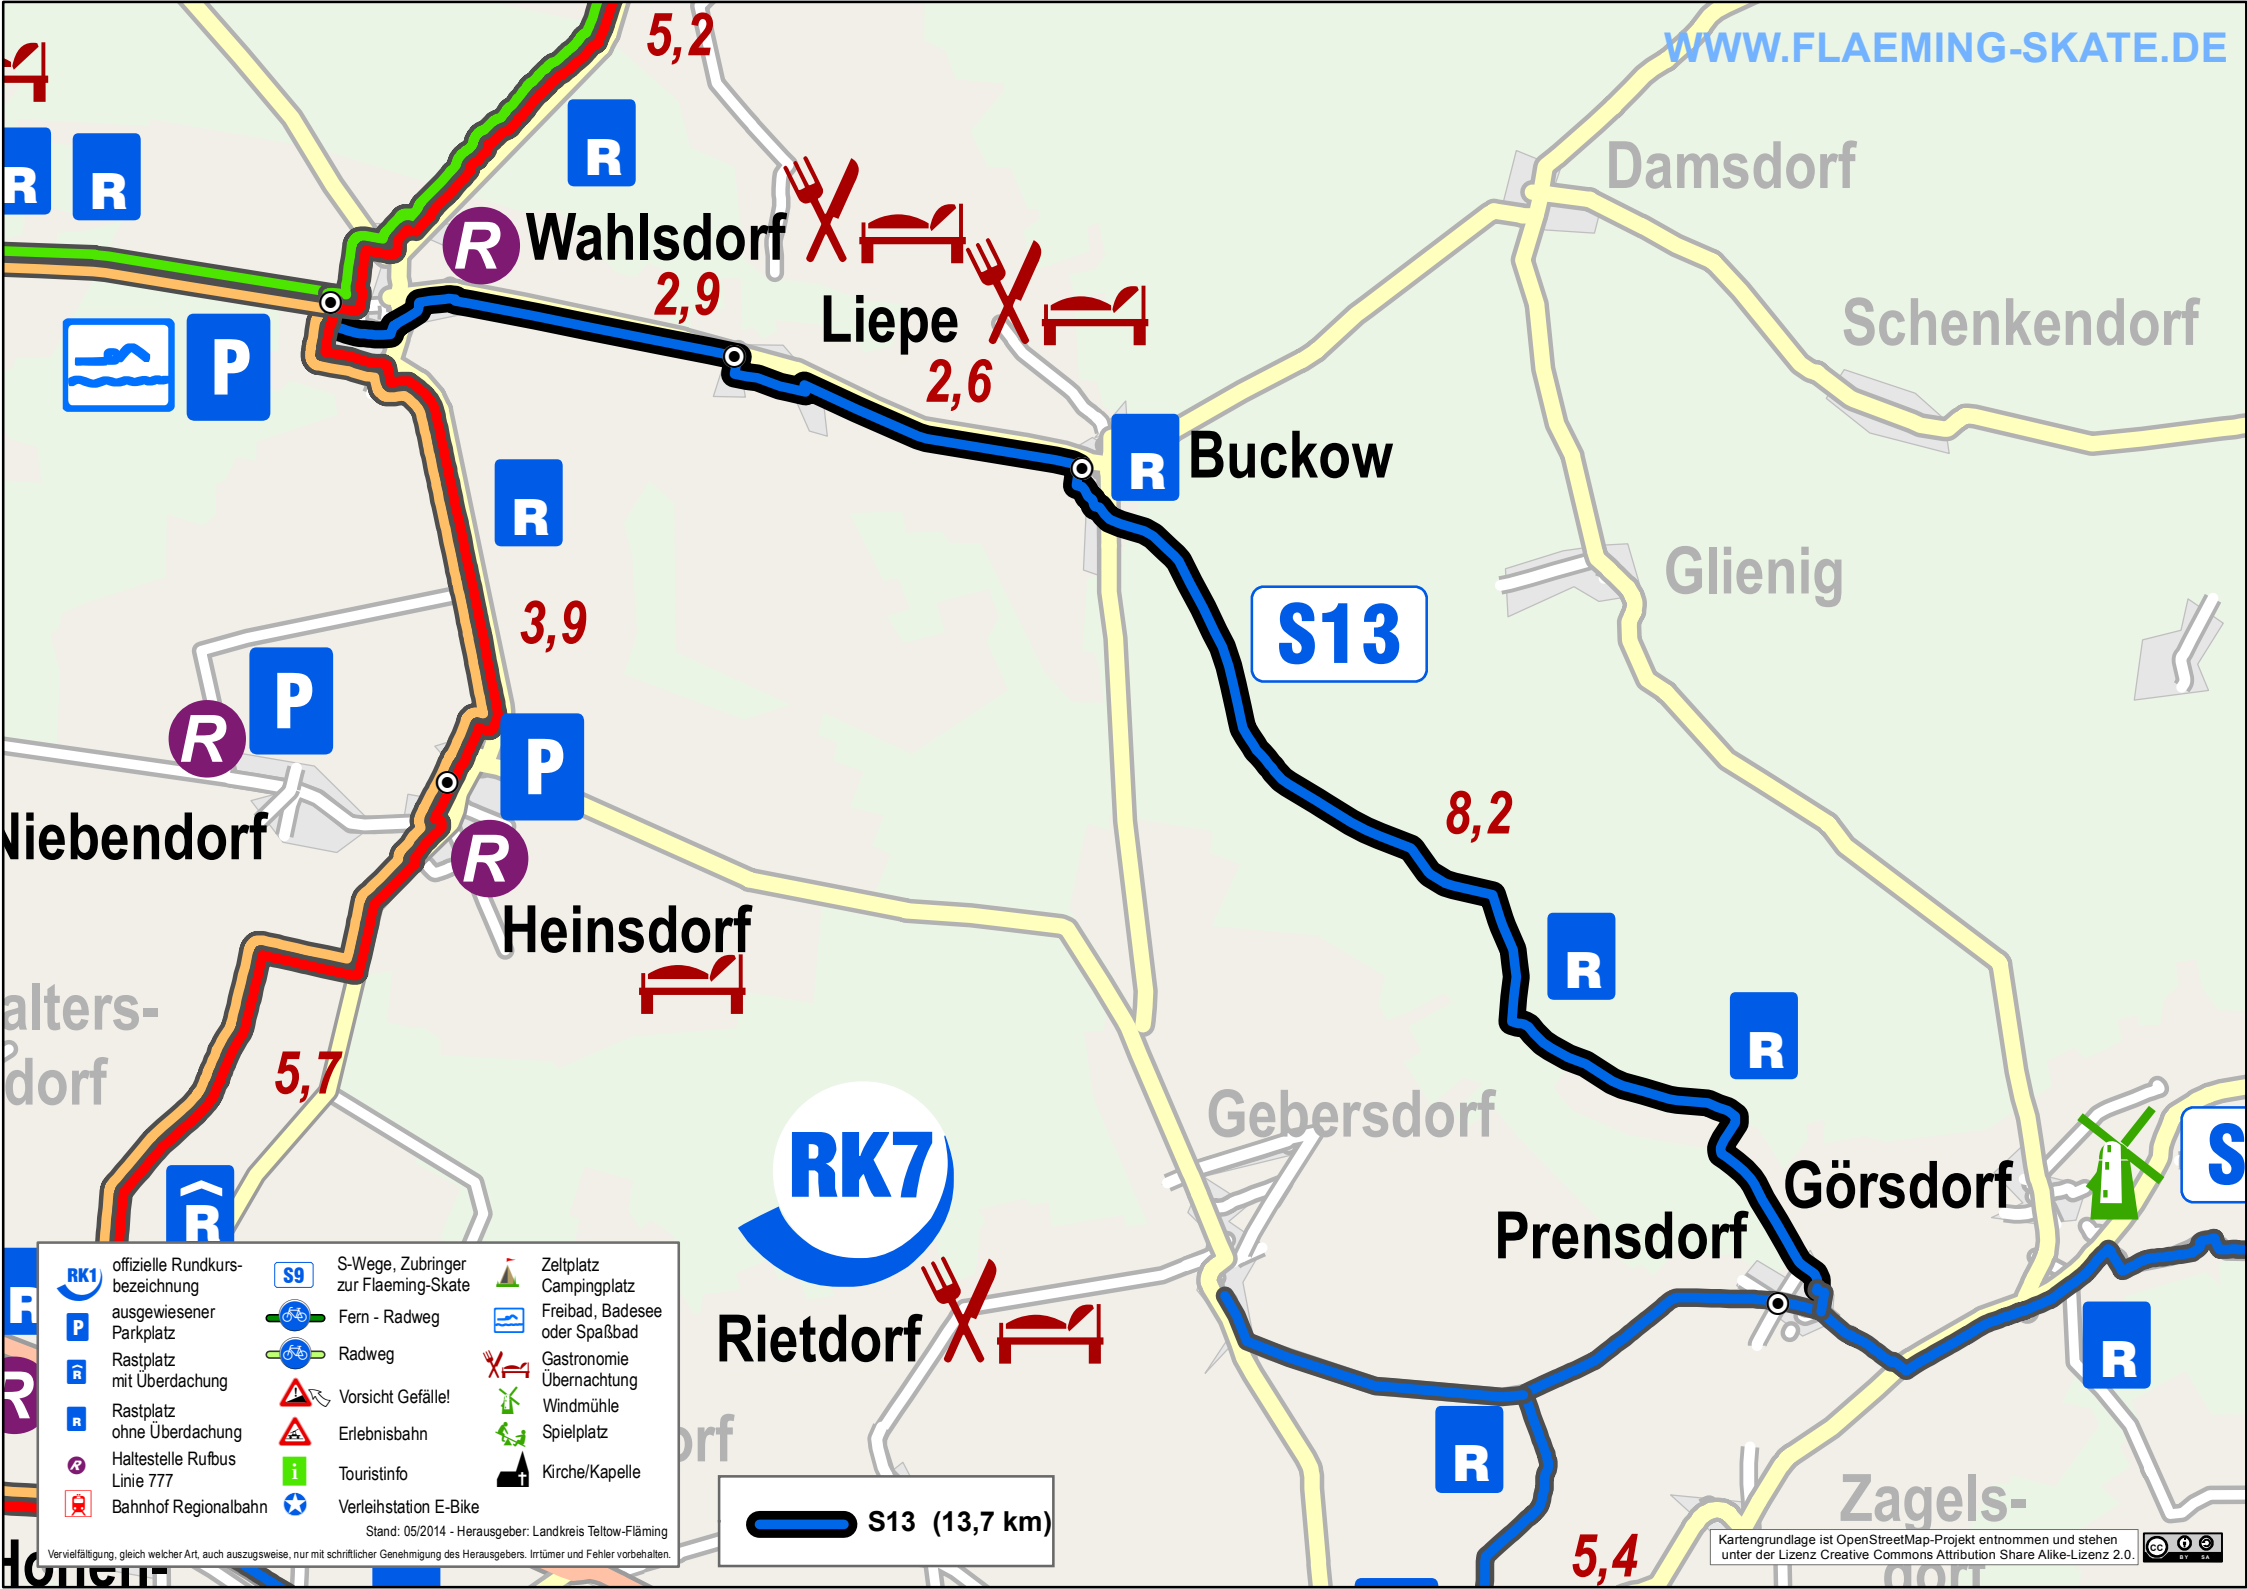 5,2
WWW.FLAEMING-SKATE.DE
R
R
R
Damsdorf
R Wahlsdorf
2,9
Liepe
2,6
Schenkendorf
P
R Buckow
R
S13
Glienig
3,9
P
R
P
8,2
Niebendorf
R
Heinsdorf
R
R
5,7
Gebersdorf
RK7
Görsdorf
S
R
Prensdorf
Rietdorf
R
R
R
R
dorf
Zagels-
dorf
5,4
RK1 offizielle Rundkurs-
bezeichnung
P ausgewiesener
Parkplatz
R Rastplatz
mit Überdachung
R Rastplatz
ohne Überdachung
R Haltestelle Rufbus
Linie 777
Bahnhof Regionalbahn
S9 S-Wege, Zubringer
zur Flaeming-Skate
Fern - Radweg
Radweg
Vorsicht Gefälle!
Erlebnisbahn
i Touristinfo
Verleihstation E-Bike
Zeltplatz
Campingplatz
Freibad, Badesee
oder Spaßbad
Gastronomie
Übernachtung
Windmühle
Spielplatz
Kirche/Kapelle
Stand: 05/2014 - Herausgeber: Landkreis Teltow-Fläming
Vervielfältigung, gleich welcher Art, auch auszugsweise, nur mit schriftlicher Genehmigung des Herausgebers. Irrtümer und Fehler vorbehalten.
S13 (13,7 km)
Kartengrundlage ist OpenStreetMap-Projekt entnommen und stehen
unter der Lizenz Creative Commons Attribution Share Alike-Lizenz 2.0.
cc BY SA